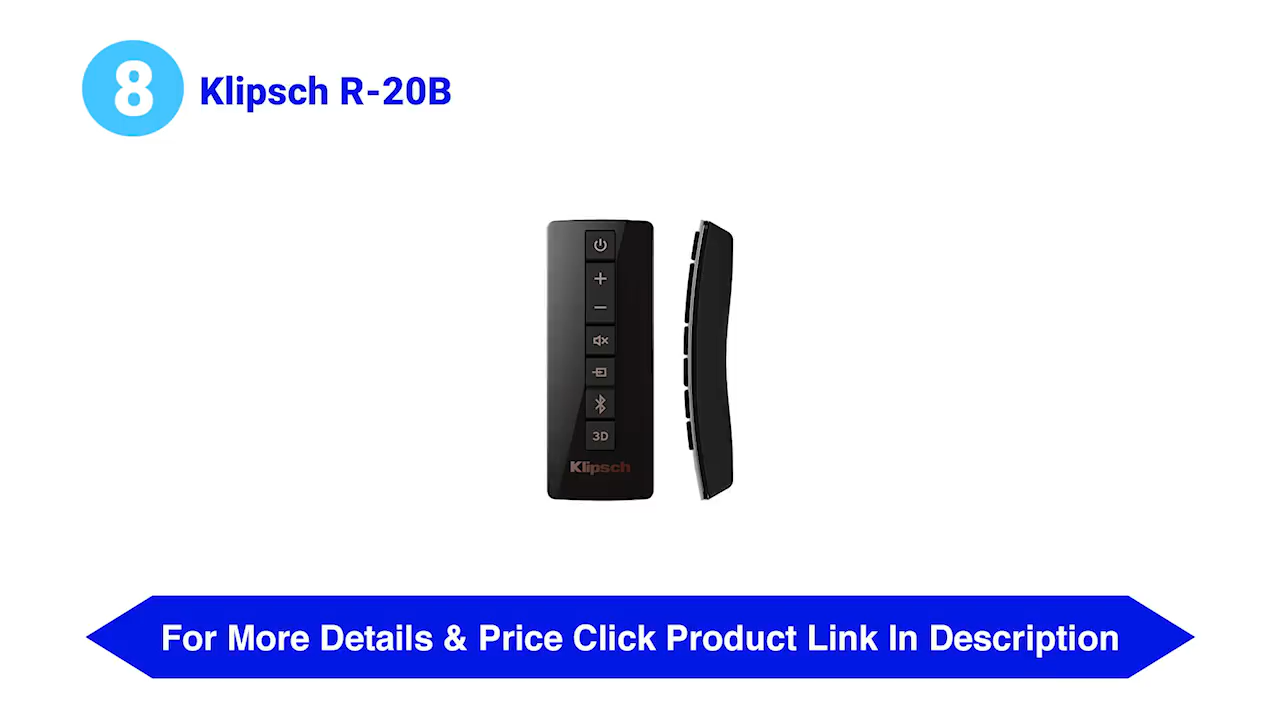 8
Klipsch R-20B
3D
Klipsch
For More Details & Price Click Product Link In Description